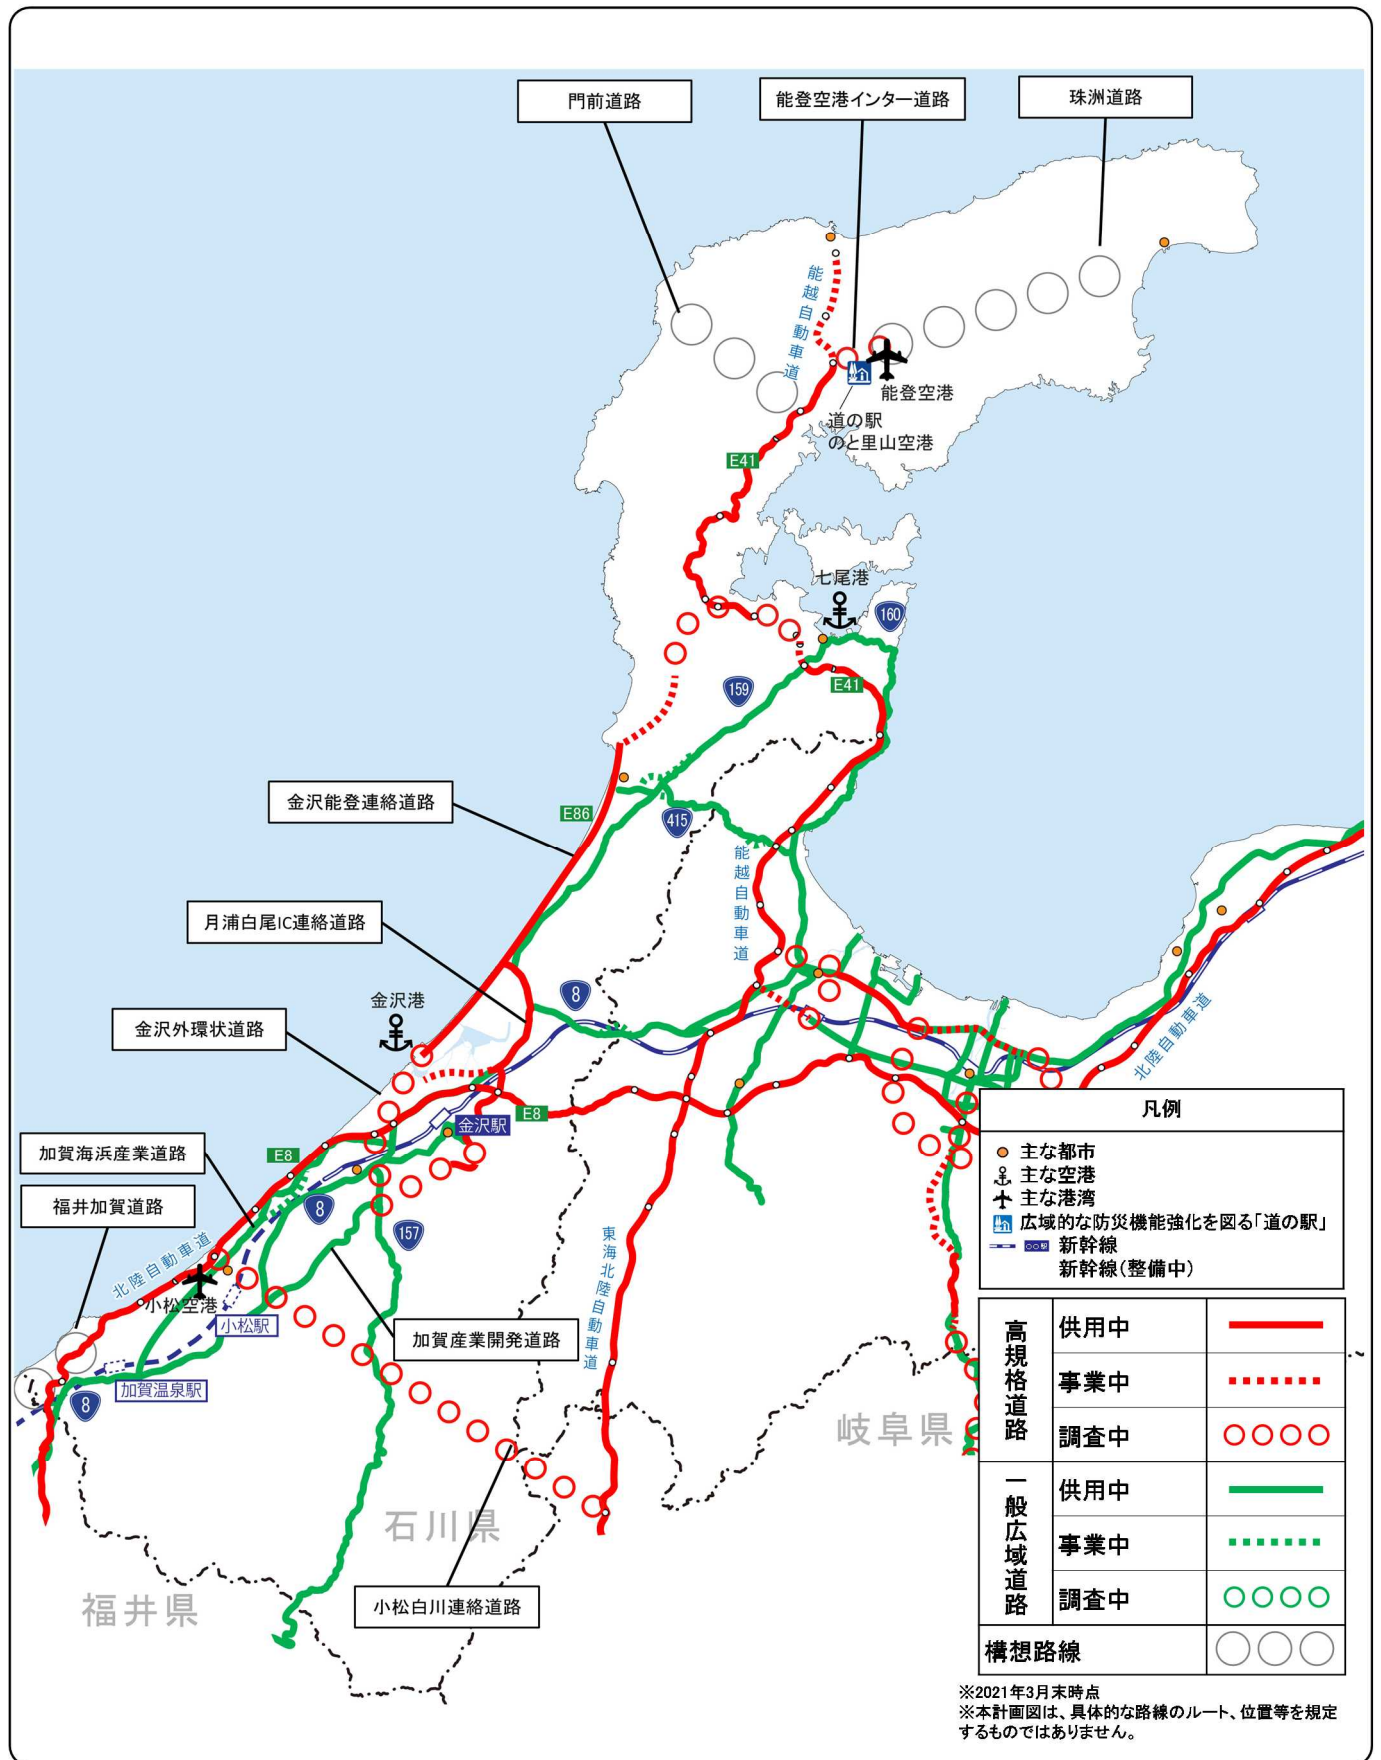 門前道路
能登空港インター道路
珠洲道路
能越自動車道
能登空港
道の駅
のと里山空港
E41
七尾港
160
159
E41
金沢能登連絡道路
E86
415
能越自動車道
月浦白尾IC連絡道路
金沢港
8
金沢外環状道路
北陸自動車道
E8
金沢駅
加賀海浜産業道路
E8
福井加賀道路
8
157
北陸自動車道
小松空港
小松駅
東海北陸自動車道
加賀産業開発道路
加賀温泉駅
8
岐阜県
石川県
福井県
小松白川連絡道路
凡例
主な都市
主な空港
主な港湾
広域的な防災機能強化を図る「道の駅」
○○駅 新幹線
新幹線(整備中)
高規格道路
供用中
事業中
調査中
一般広域道路
供用中
事業中
調査中
構想路線
※2021年3月末時点
※本計画図は、具体的な路線のルート、位置等を規定
するものではありません。